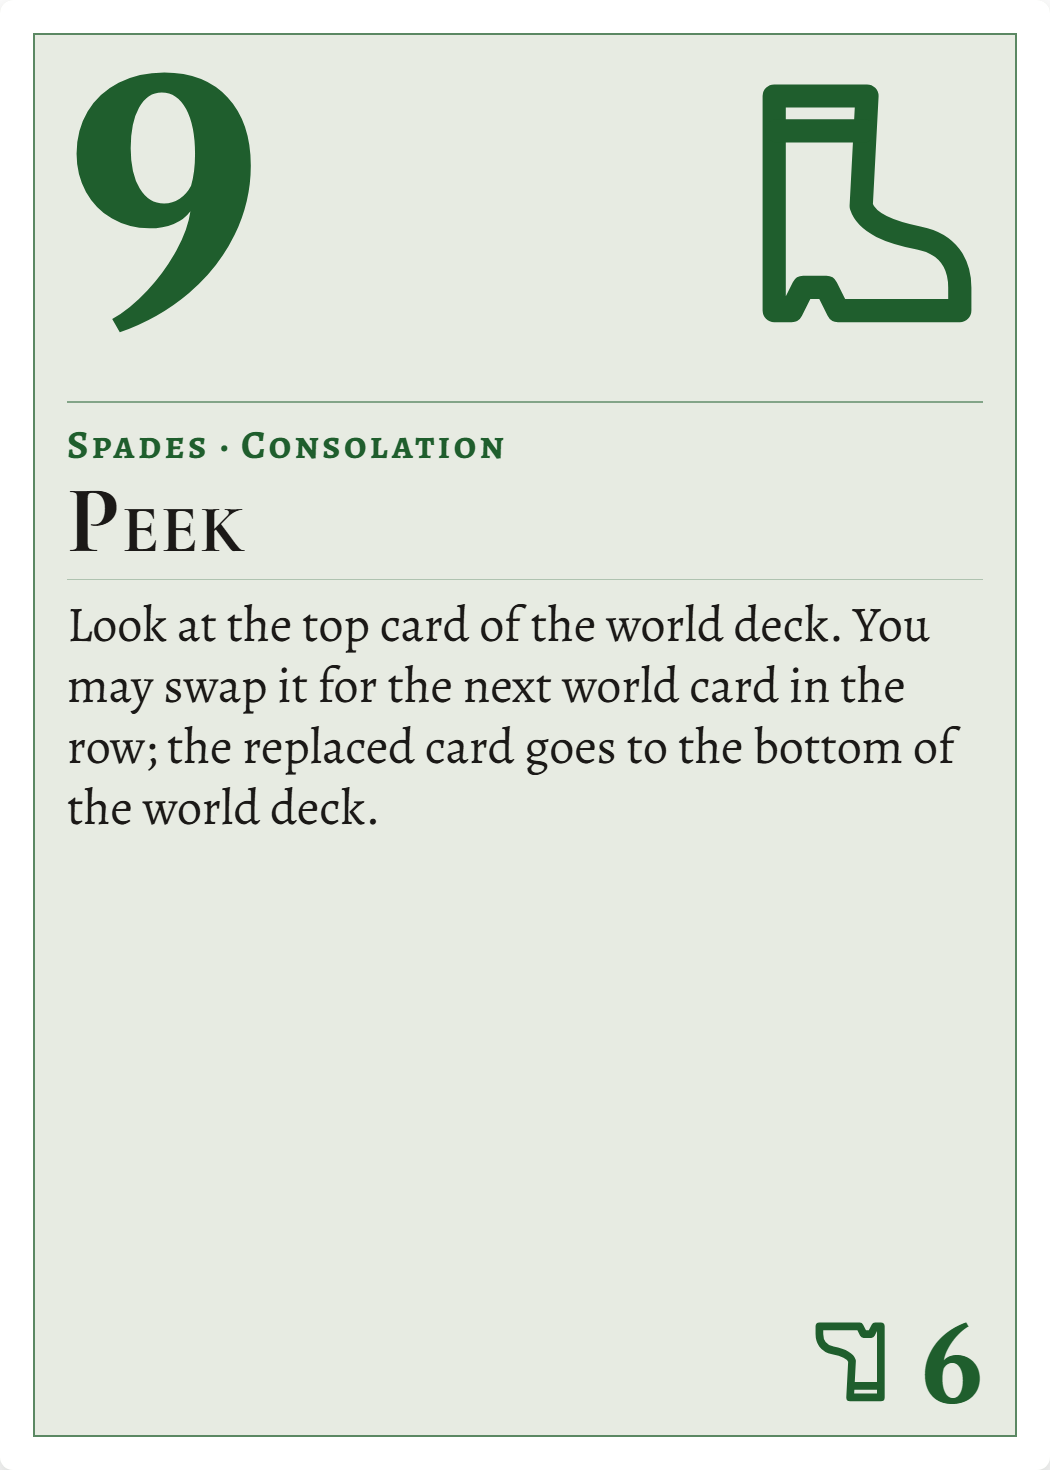 9
Spades · Consolation
Peek
Look at the top card of the world deck. You
may swap it for the next world card in the
row; the replaced card goes to the bottom of
the world deck.
9